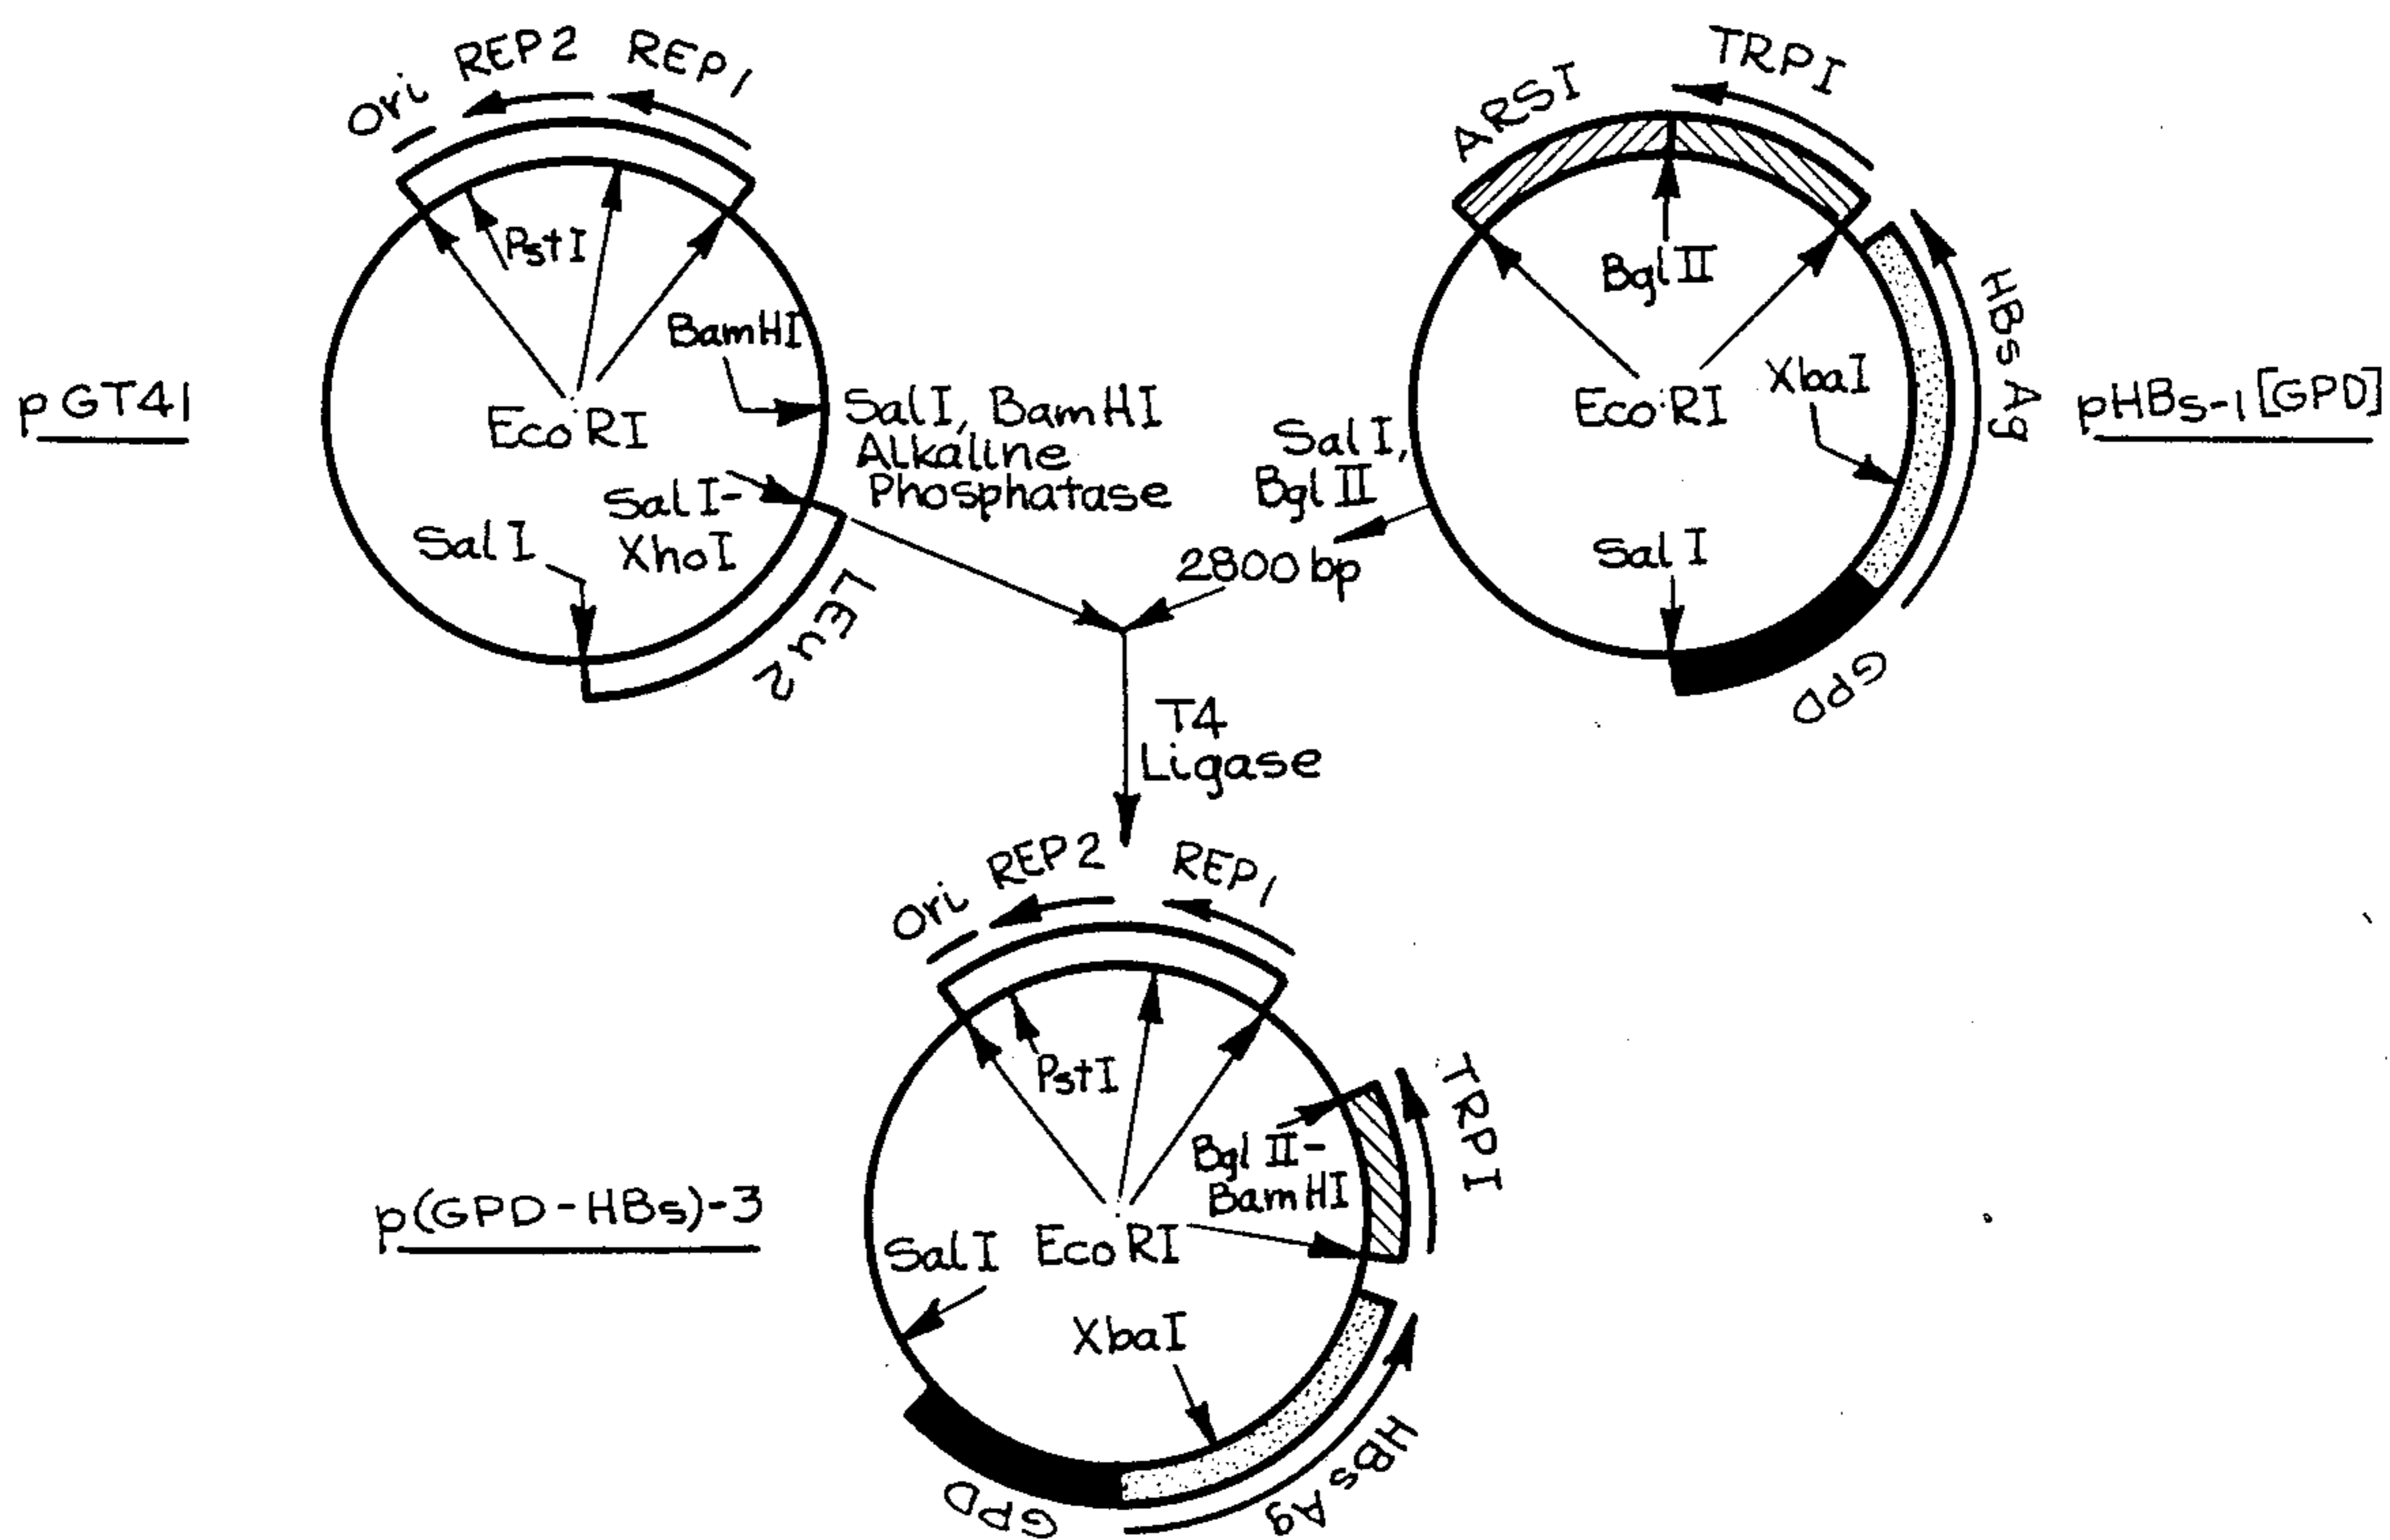 Ori REP2 REP1
PstI
BamHI
EcoRI
SalI-
XhoI
SalI
Leu2
pGT41
SalI, BamHI
Alkaline
Phosphatase
ARSI TRPI
BglII
XbaI
EcoRI
SalI
HBsAg
GPD
pHBs-1[GPD]
SalI,
BglII
2800bp
T4
Ligase
Ori REP2 REP1
PstI
BglII-
BamHI
TRPI
EcoRI
SalI
XbaI
HBsAg
GPD
p(GPD-HBs)-3